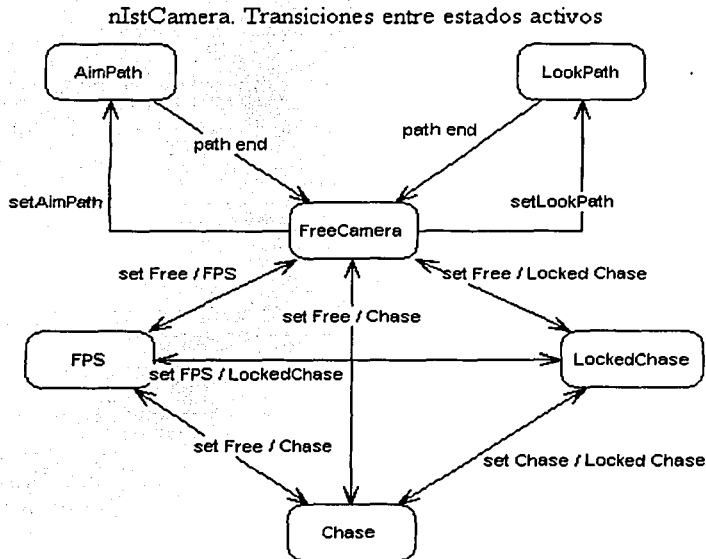 nIstCamera. Transiciones entre estados activos
AimPath
LookPath
path end
path end
setAimPath
setLookPath
FreeCamera
set Free / FPS
set Free / Locked Chase
set Free / Chase
FPS
LockedChase
set FPS / LockedChase
set Free / Chase
set Chase / Locked Chase
Chase